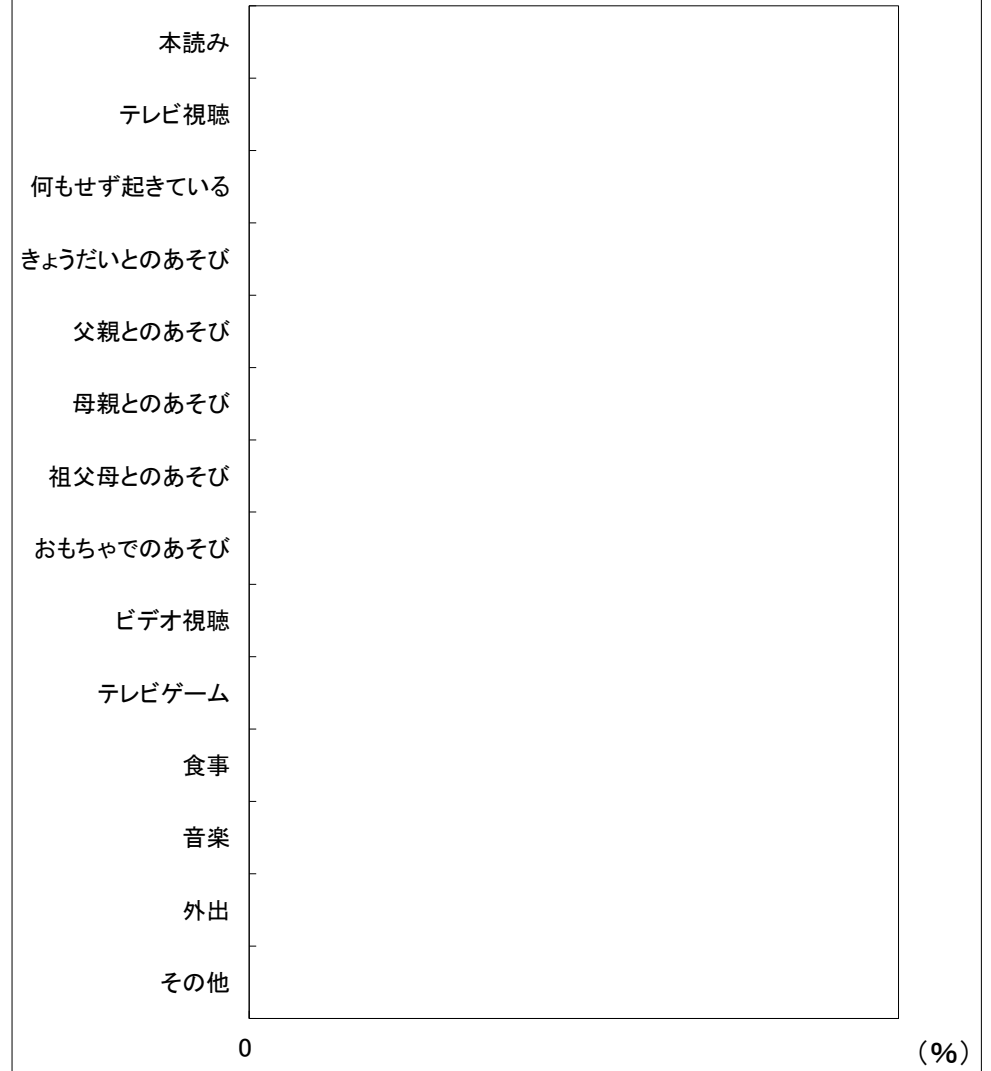 本読み
テレビ視聴
何もせず起きている
きょうだいとのあそび
父親とのあそび
母親とのあそび
祖父母とのあそび
おもちゃでのあそび
ビデオ視聴
テレビゲーム
食事
音楽
外出
その他
0
（%）